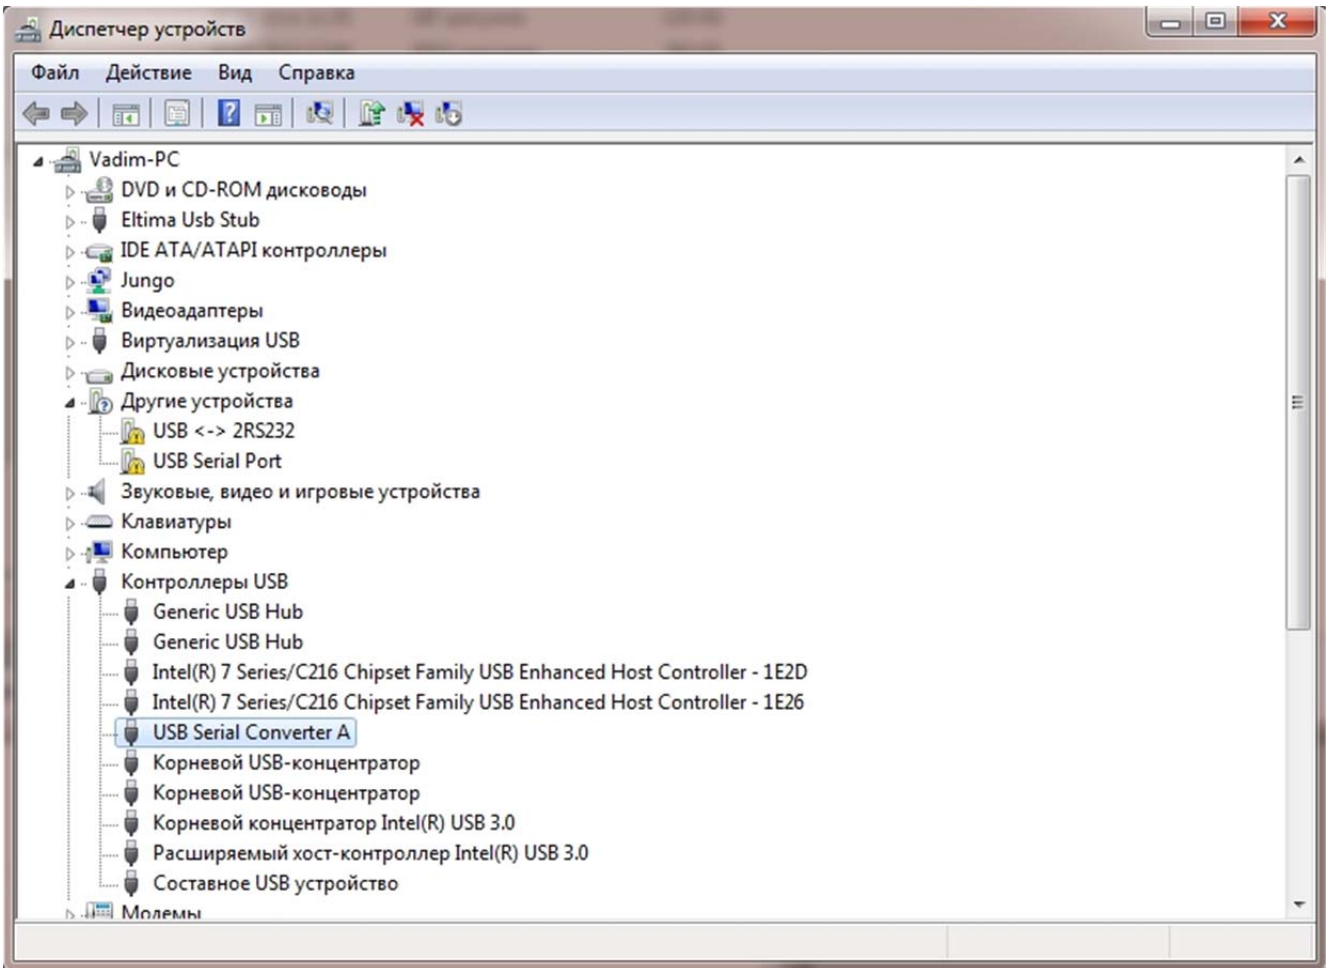 Диспетчер устройств
Файл Действие Вид Справка
Vadim-PC
DVD и CD-ROM дисководы
Eltima Usb Stub
IDE ATA/ATAPI контроллеры
Jungo
Видеоадаптеры
Виртуализация USB
Дисковые устройства
Другие устройства
USB <-> 2RS232
USB Serial Port
Звуковые, видео и игровые устройства
Клавиатуры
Компьютер
Контроллеры USB
Generic USB Hub
Generic USB Hub
Intel(R) 7 Series/C216 Chipset Family USB Enhanced Host Controller - 1E2D
Intel(R) 7 Series/C216 Chipset Family USB Enhanced Host Controller - 1E26
USB Serial Converter A
Корневой USB-концентратор
Корневой USB-концентратор
Корневой концентратор Intel(R) USB 3.0
Расширяемый хост-контроллер Intel(R) USB 3.0
Составное USB устройство
Модемы